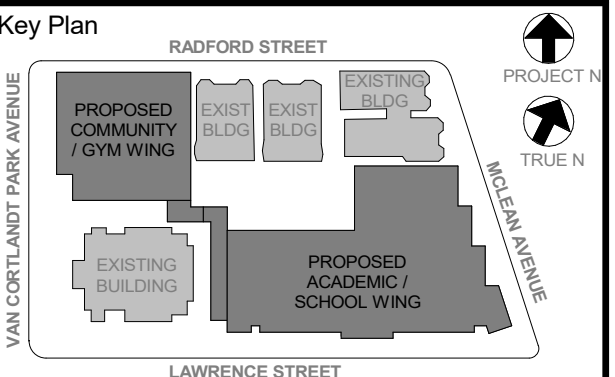 Key Plan
RADFORD STREET
PROJECT N
TRUE N
VAN CORTLANDT PARK AVENUE
PROPOSED
COMMUNITY
/ GYM WING
EXIST
BLDG
EXIST
BLDG
EXISTING
BLDG
MCLEAN AVENUE
EXISTING
BUILDING
PROPOSED
ACADEMIC /
SCHOOL WING
LAWRENCE STREET